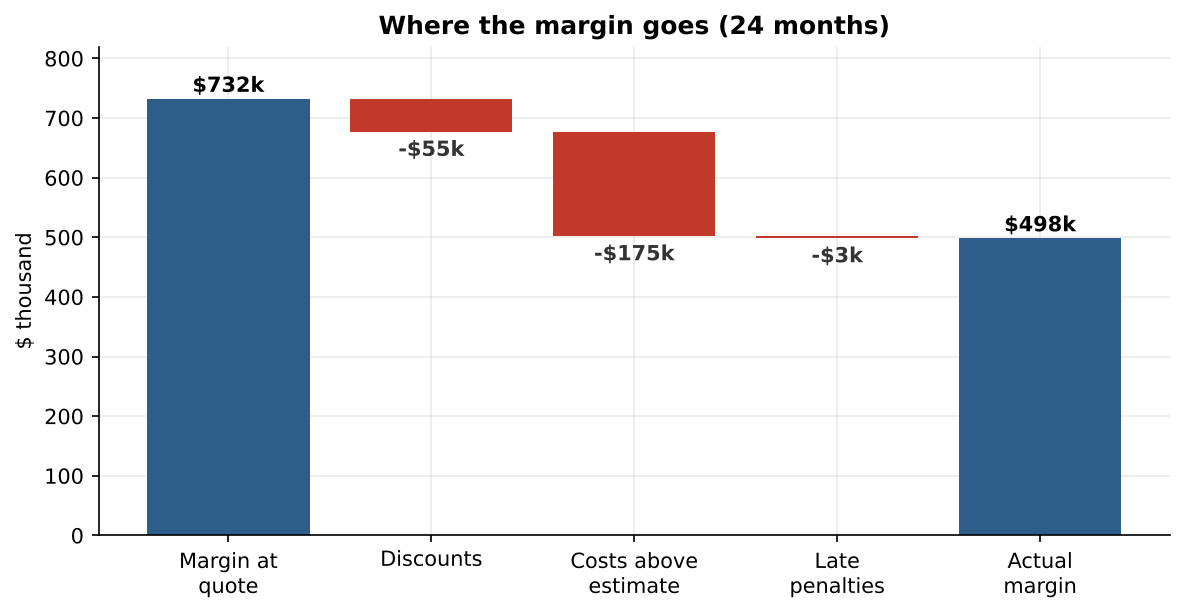 Where the margin goes (24 months)
$ thousand
800
700
600
500
400
300
200
100
0
$732k
-$55k
-$175k
-$3k
$498k
Margin at
quote
Discounts
Costs above
estimate
Late
penalties
Actual
margin